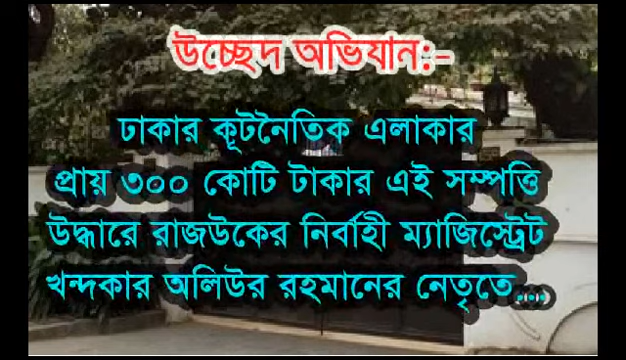 উচ্ছেদ অভিযান:-
ঢাকার কূটনৈতিক এলাকার
প্রায় ৩০০ কোটি টাকার এই সম্পত্তি
উদ্ধারে রাজউকের নির্বাহী ম্যাজিস্ট্রেট
খন্দকার অলিউর রহমানের নেতৃতে...